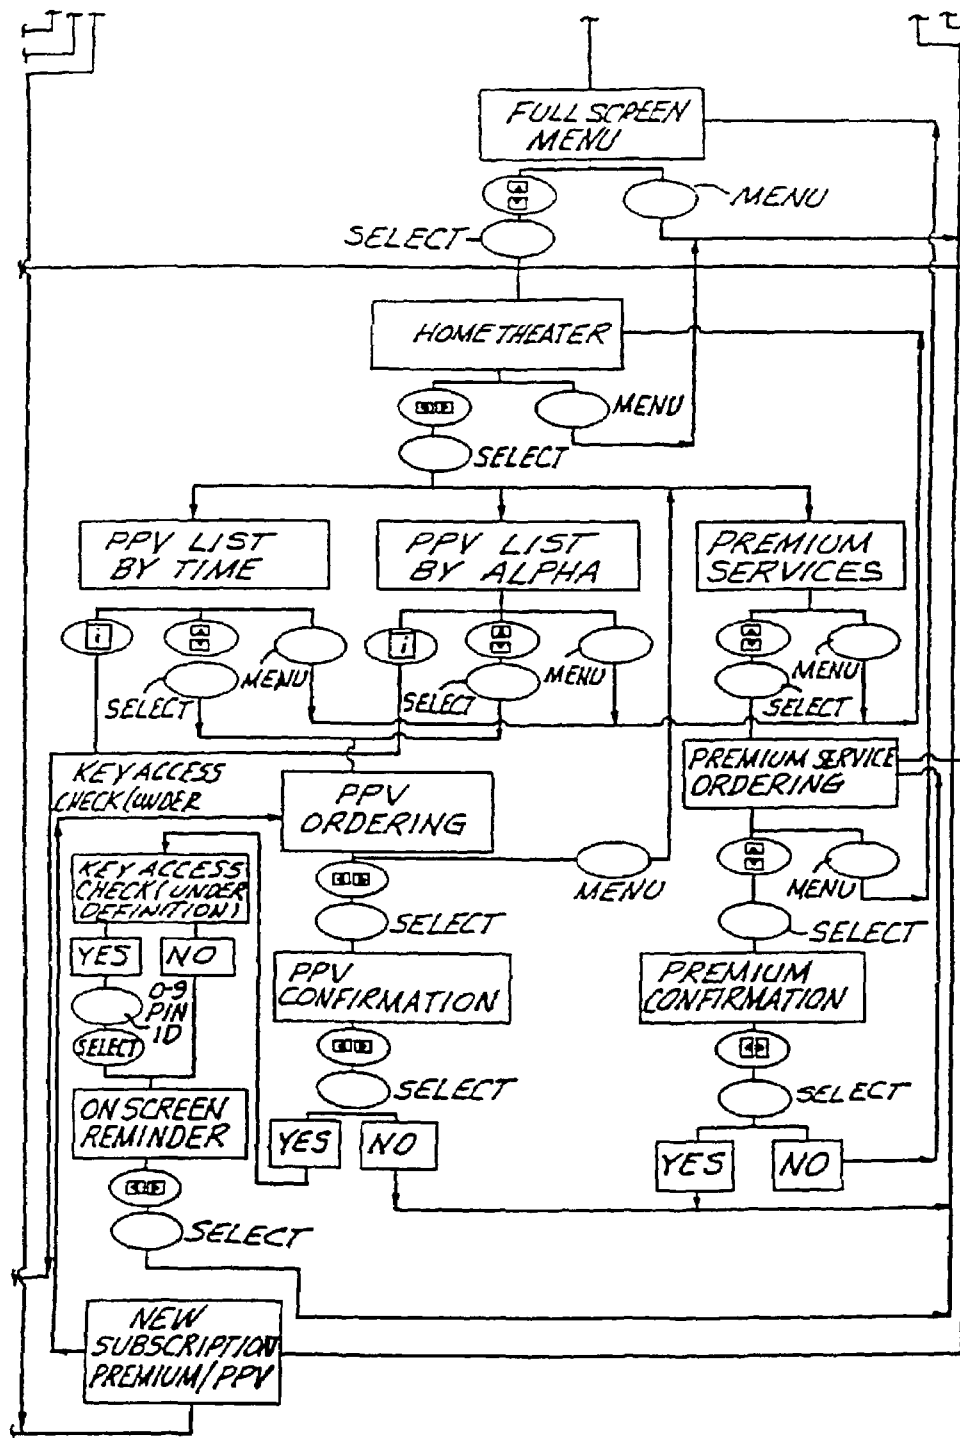 FULL SCREEN
MENU
MENU
SELECT
HOME THEATER
MENU
SELECT
PPV LIST
BY TIME
PPV LIST
BY ALPHA
PREMIUM
SERVICES
i
i
MENU
MENU
MENU
SELECT
SELECT
SELECT
KEY ACCESS
CHECK (UNDER
PPV
ORDERING
PREMIUM SERVICE
ORDERING
KEY ACCESS
CHECK (UNDER
DEFINITION)
MENU
MENU
SELECT
SELECT
YES
NO
PPV
CONFIRMATION
PREMIUM
CONFIRMATION
0-9
PIN
ID
SELECT
SELECT
SELECT
ON SCREEN
REMINDER
YES
NO
YES
NO
SELECT
NEW
SUBSCRIPTION
PREMIUM/PPV